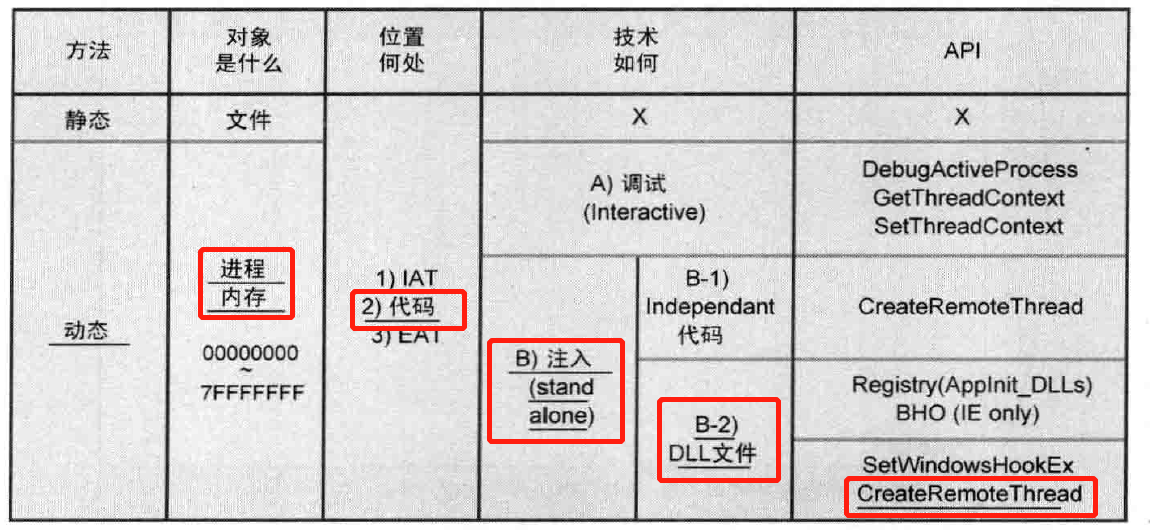 方法
对象
是什么
位置
何处
技术
如何
API
静态
文件
X
X
动态
进程
内存
00000000
~
7FFFFFFF
1) IAT
2) 代码
3) EAT
A) 调试
(Interactive)
DebugActiveProcess
GetThreadContext
SetThreadContext
B) 注入
(stand
alone)
B-1)
Independant
代码
CreateRemoteThread
B-2)
DLL文件
Registry(AppInit_DLLs)
BHO (IE only)
SetWindowsHookEx
CreateRemoteThread